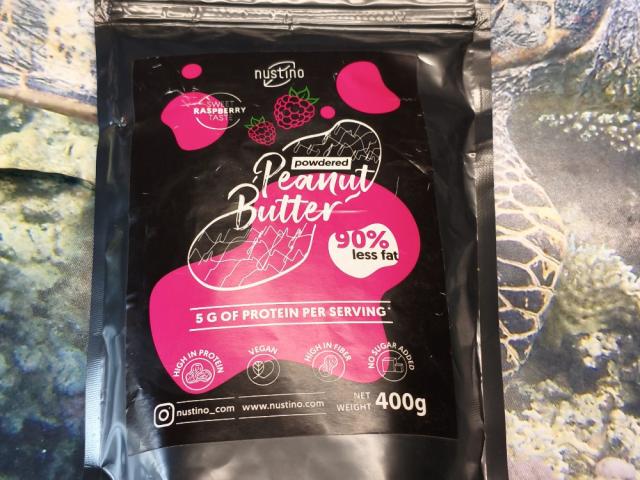 nustino
SWEET
RASPBERRY
TASTE
powdered
Peanut
Butter
90%
less fat
5 G OF PROTEIN PER SERVING*
HIGH IN PROTEIN
VEGAN
HIGH IN FIBER
NO SUGAR ADDED
nustino_com www.nustino.com
NET
WEIGHT 400g